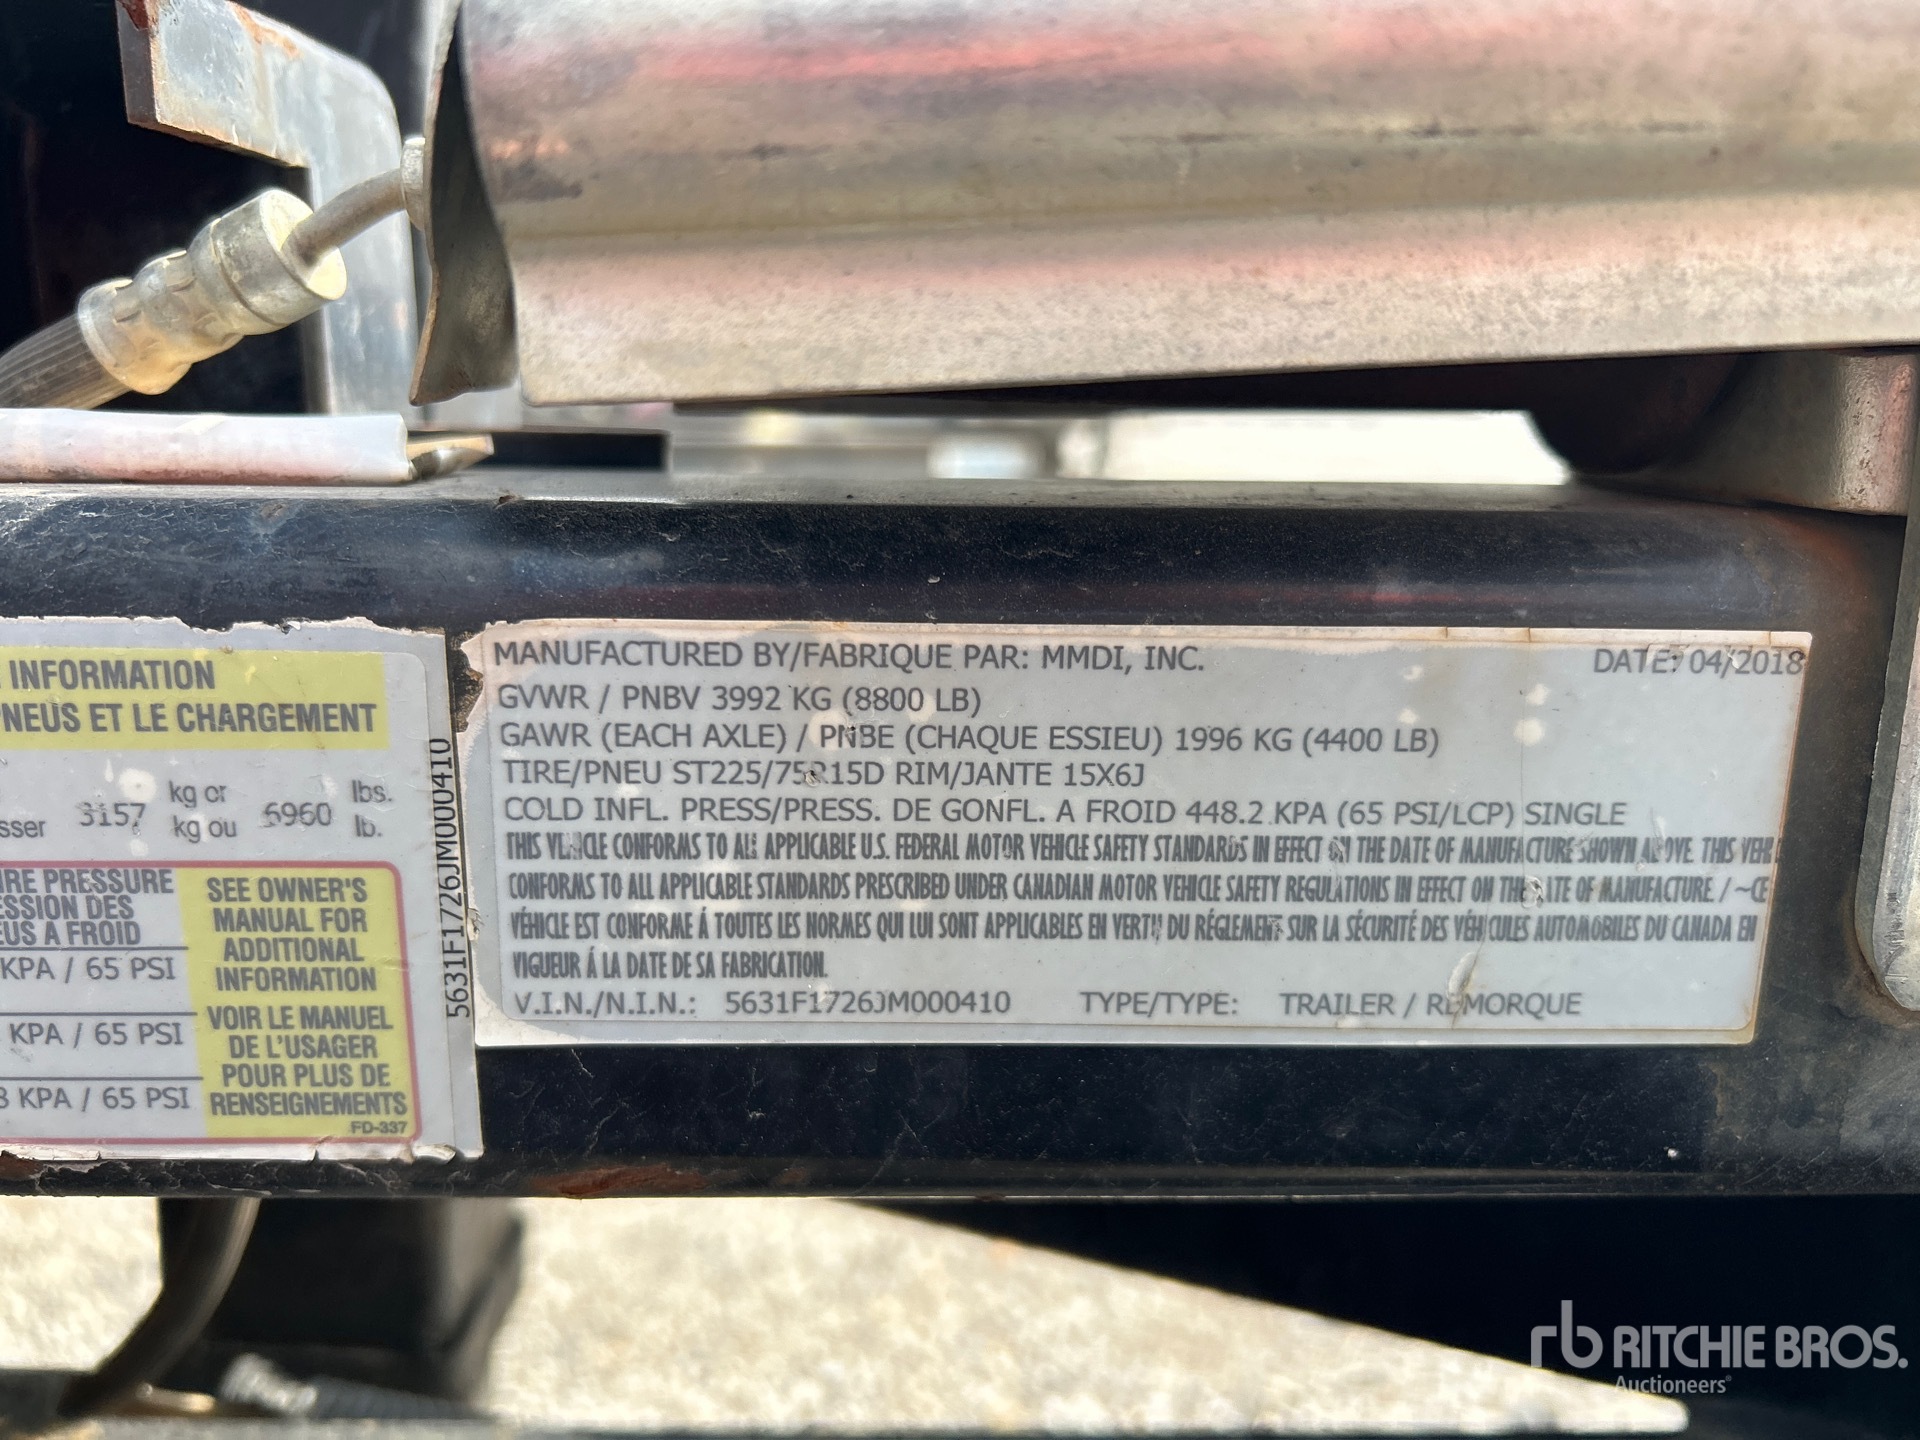 INFORMATION
PNEUS ET LE CHARGEMENT
3157 kg or 6960 lbs.
kg ou lb.
PRESSURE
DES
A FROID
KPA / 65 PSI
KPA / 65 PSI
KPA / 65 PSI
SEE OWNER'S
MANUAL FOR
ADDITIONAL
INFORMATION
VOIR LE MANUEL
DE L'USAGER
POUR PLUS DE
RENSEIGNEMENTS
FD-337
5631F1726JM000410
MANUFACTURED BY/FABRIQUE PAR: MMDI, INC. DATE: 04/2018
GVWR / PNBV 3992 KG (8800 LB)
GAWR (EACH AXLE) / PNBE (CHAQUE ESSIEU) 1996 KG (4400 LB)
TIRE/PNEU ST225/75R15D RIM/JANTE 15X6J
COLD INFL. PRESS/PRESS. DE GONFL. A FROID 448.2 KPA (65 PSI/LCP) SINGLE
THIS VEHICLE CONFORMS TO ALL APPLICABLE U.S. FEDERAL MOTOR VEHICLE SAFETY STANDARDS IN EFFECT ON THE DATE OF MANUFACTURE SHOWN ABOVE. THIS
CONFORMS TO ALL APPLICABLE STANDARDS PRESCRIBED UNDER CANADIAN MOTOR VEHICLE SAFETY REGULATIONS IN EFFECT ON THE DATE OF MANUFACTURE. / ~CE
VÉHICLE EST CONFORME Á TOUTES LES NORMES QUI LUI SONT APPLICABLES EN VERTU DU RÉGLEMENT SUR LA SÉCURITÉ DES VÉHICULES AUTOMOBILES DU CANADA EN
VIGUEUR Á LA DATE DE SA FABRICATION.
V.I.N./N.I.N.: 5631F1726JM000410 TYPE/TYPE: TRAILER / REMORQUE
rb RITCHIE BROS.
Auctioneers